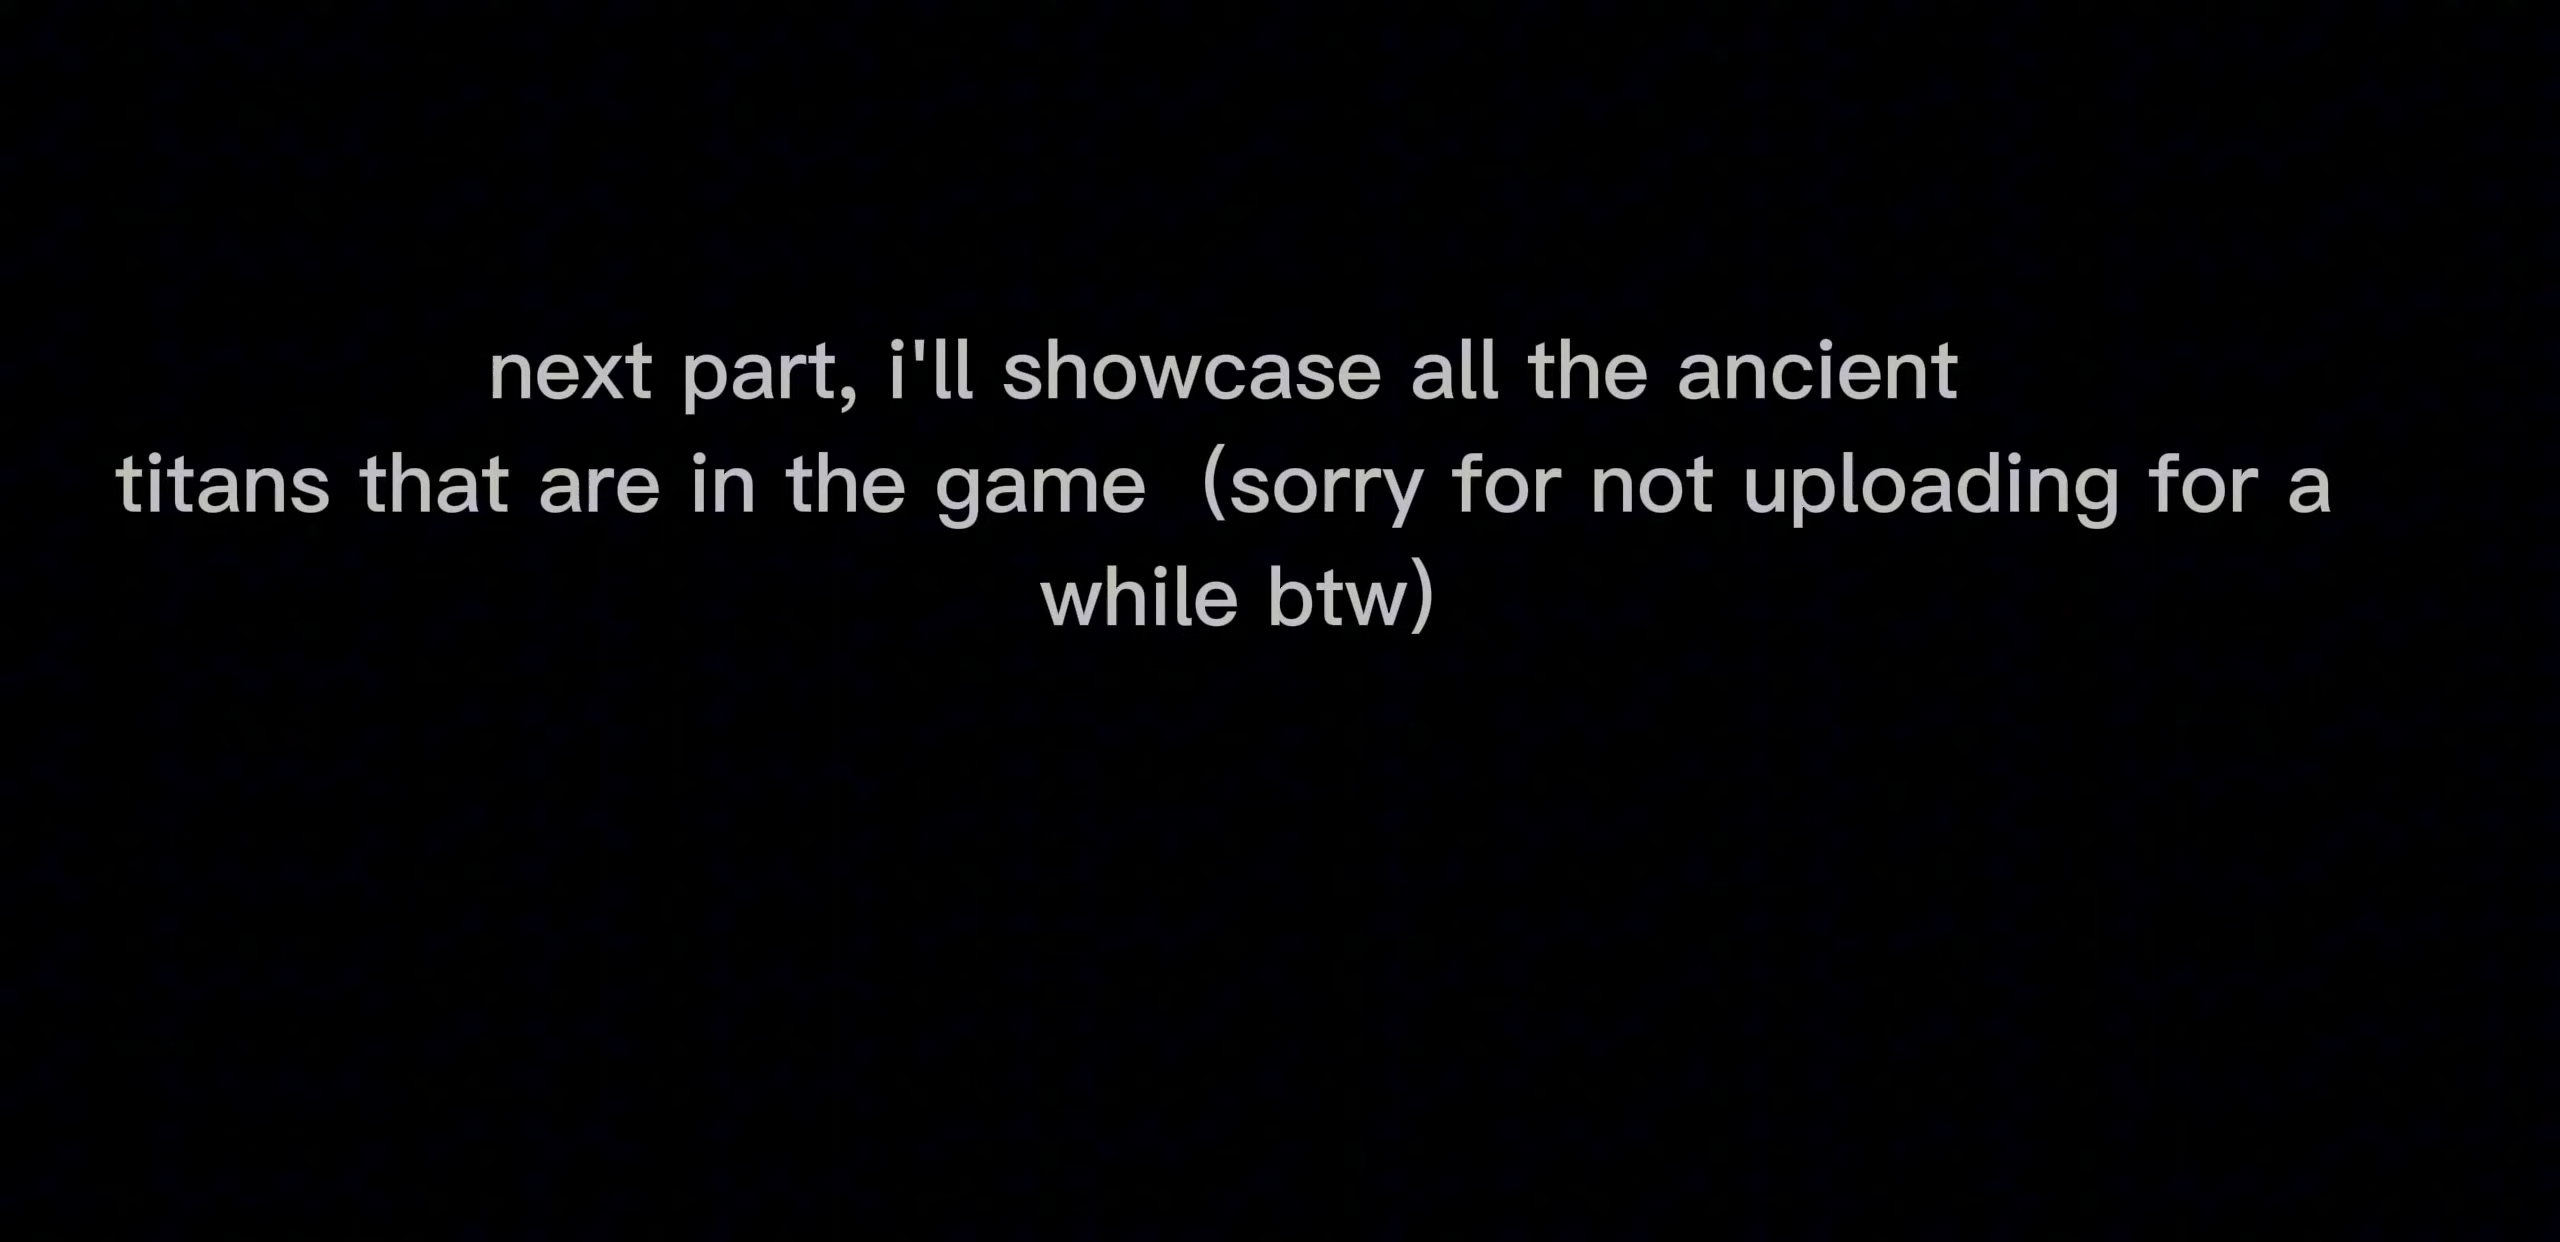 next part, i'll showcase all the ancient
titans that are in the game  (sorry for not uploading for a
while btw)